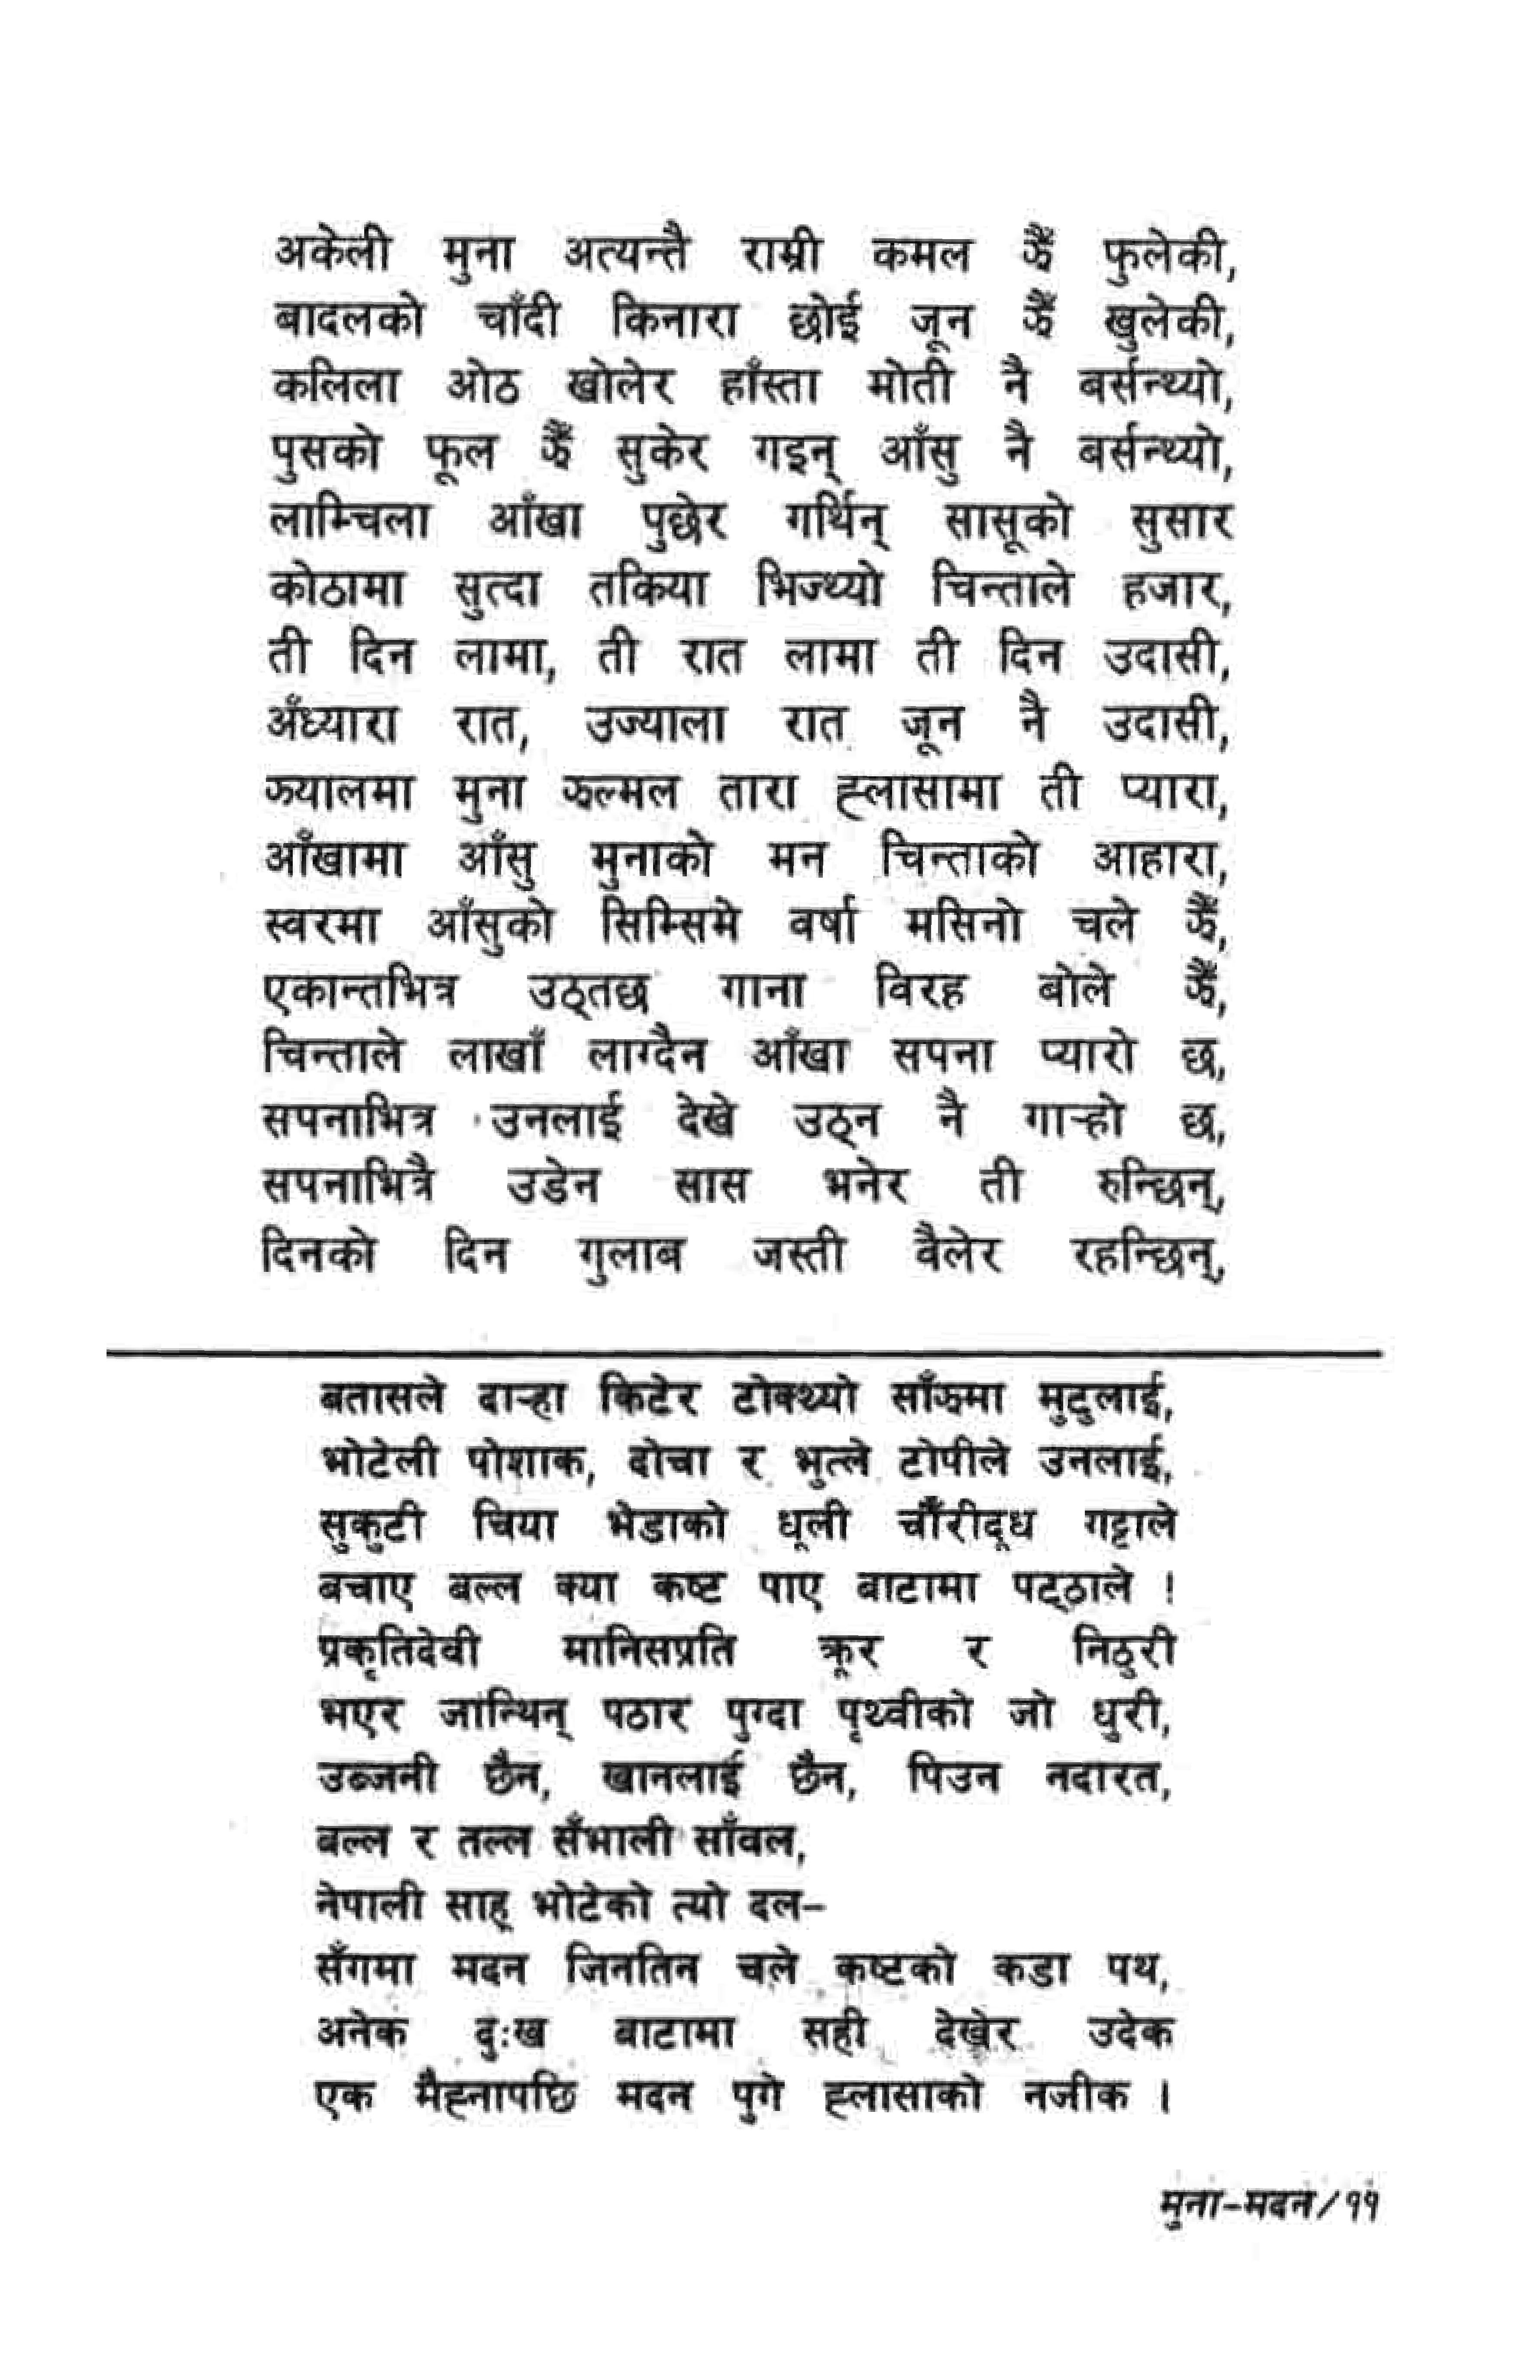 अकेली मुना अत्यन्तै राम्री कमल झैं फुलेकी,
बादलको चाँदी किनारा छोई जून झैं खुलेकी,
कलिला ओठ खोलेर हाँस्ता मोती नै बर्सन्थ्यो,
पुसको फूल झैं सुकेर गइन् आँसु नै बर्सन्थ्यो,
लाम्चिला आँखा पुछेर गर्थिन् सासूको सुसार
कोठामा सुत्दा तकिया भिज्थ्यो चिन्ताले हजार,
ती दिन लामा, ती रात लामा ती दिन उदासी,
अँध्यारा रात, उज्याला रात जून नै उदासी,
झ्यालमा मुना झल्मल तारा ह्लासामा ती प्यारा,
आँखामा आँसु मुनाको मन चिन्ताको आहारा,
स्वरमा आँसुको सिम्सिमे वर्षा मसिनो चले झैं,
एकान्तभित्र उठ्तछ गाना विरह बोले झैं,
चिन्ताले लाखाँ लाग्दैन आँखा सपना प्यारो छ,
सपनाभित्र उनलाई देखे उठ्न नै गाऱ्हो छ,
सपनाभित्रै उडेन सास भनेर ती रुन्छिन्,
दिनको दिन गुलाब जस्ती वैलेर रहन्छिन्,
बतासले दाऱ्हा किटेर टोक्थ्यो साँझमा मुटुलाई,
भोटेली पोशाक, दोचा र भुत्ले टोपीले उनलाई,
सुकुटी चिया भेडाको धूली चौंरीदूध गट्टाले
बचाए बल्ल क्या कष्ट पाए बाटामा पट्ठाले !
प्रकृतिदेवी मानिसप्रति क्रूर र निठुरी
भएर जान्थिन् पठार पुग्दा पृथ्वीको जो धुरी,
उब्जनी छैन, खानलाई छैन, पिउन नदारत,
बल्ल र तल्ल सँभाली साँवल,
नेपाली साहू भोटेको त्यो दल–
सँगमा मदन जिनतिन चले कष्टको कडा पथ,
अनेक दुःख बाटामा सही देखेर उदेक
एक मैह्नापछि मदन पुगे ह्लासाको नजीक ।
मुना-मदन/११